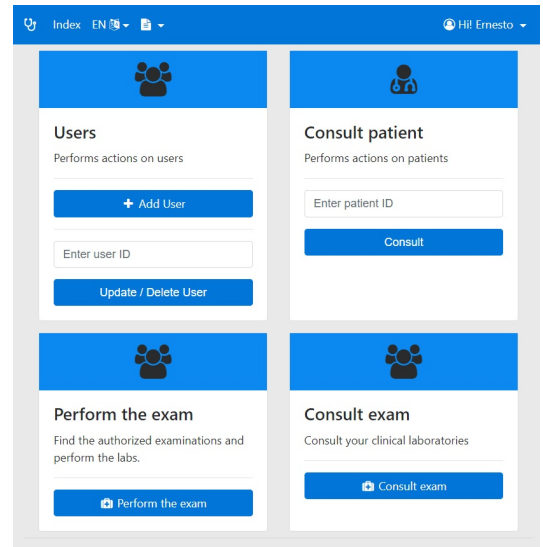 Index EN Hi! Ernesto
Users
Performs actions on users
Add User
Enter user ID
Update / Delete User
Consult patient
Performs actions on patients
Enter patient ID
Consult
Perform the exam
Find the authorized examinations and
perform the labs.
Perform the exam
Consult exam
Consult your clinical laboratories
Consult exam